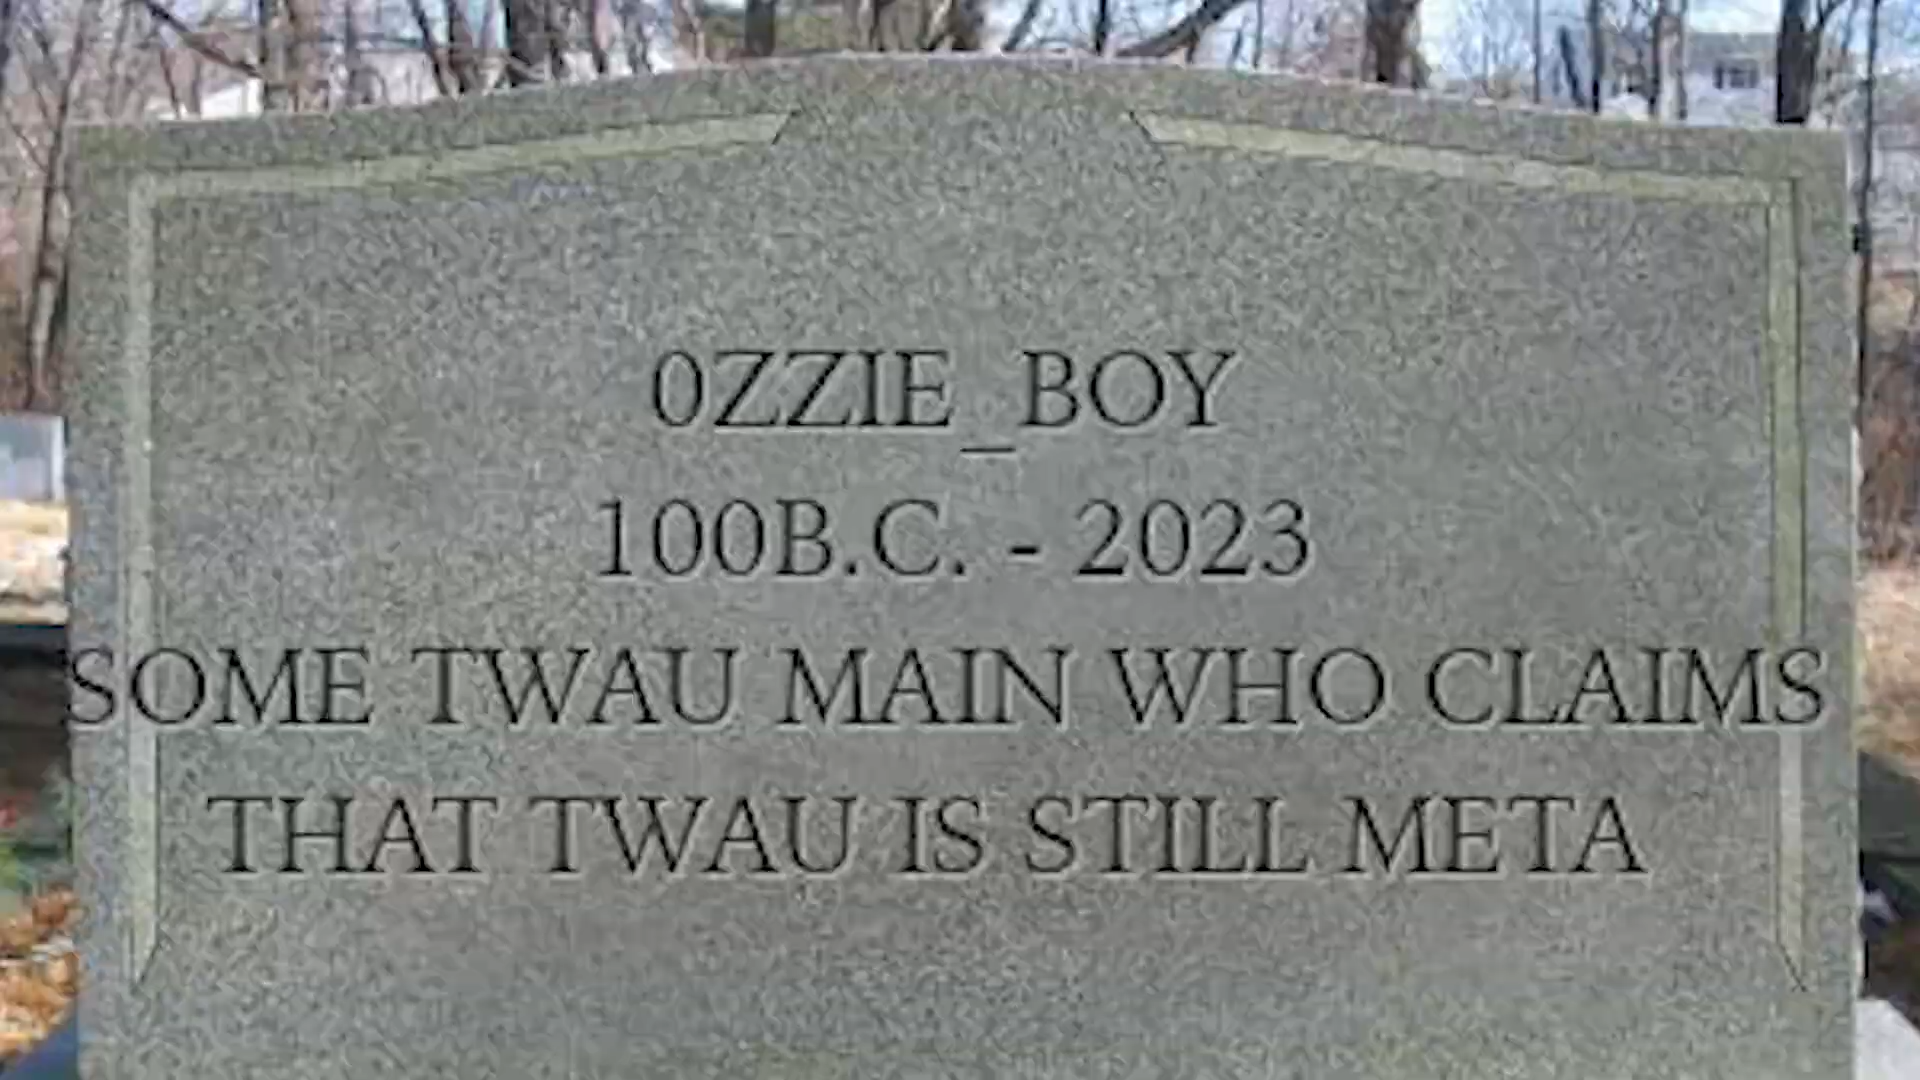 0ZZIE_BOY
100B.C. - 2023
SOME TWAU MAIN WHO CLAIMS
THAT TWAU IS STILL META